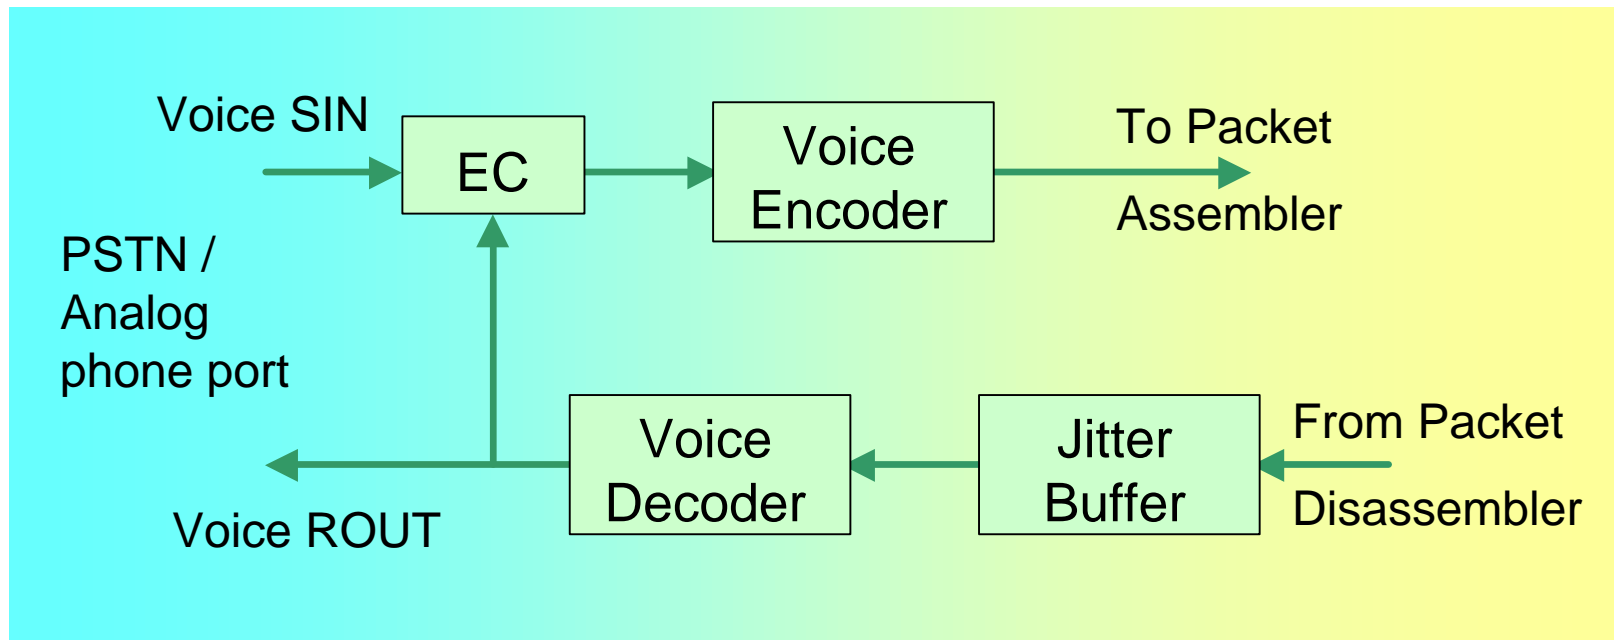 Voice SIN
EC
Voice
Encoder
To Packet
Assembler
PSTN /
Analog
phone port
Voice ROUT
Voice
Decoder
Jitter
Buffer
From Packet
Disassembler